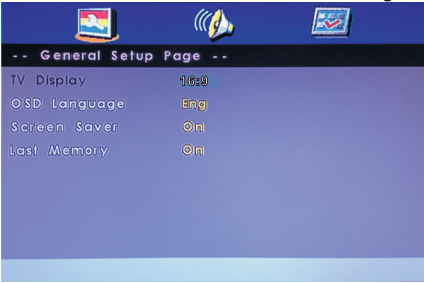 -- General Setup Page --
TV Display 16:9
OSD Language Eng
Screen Saver On
Last Memory On